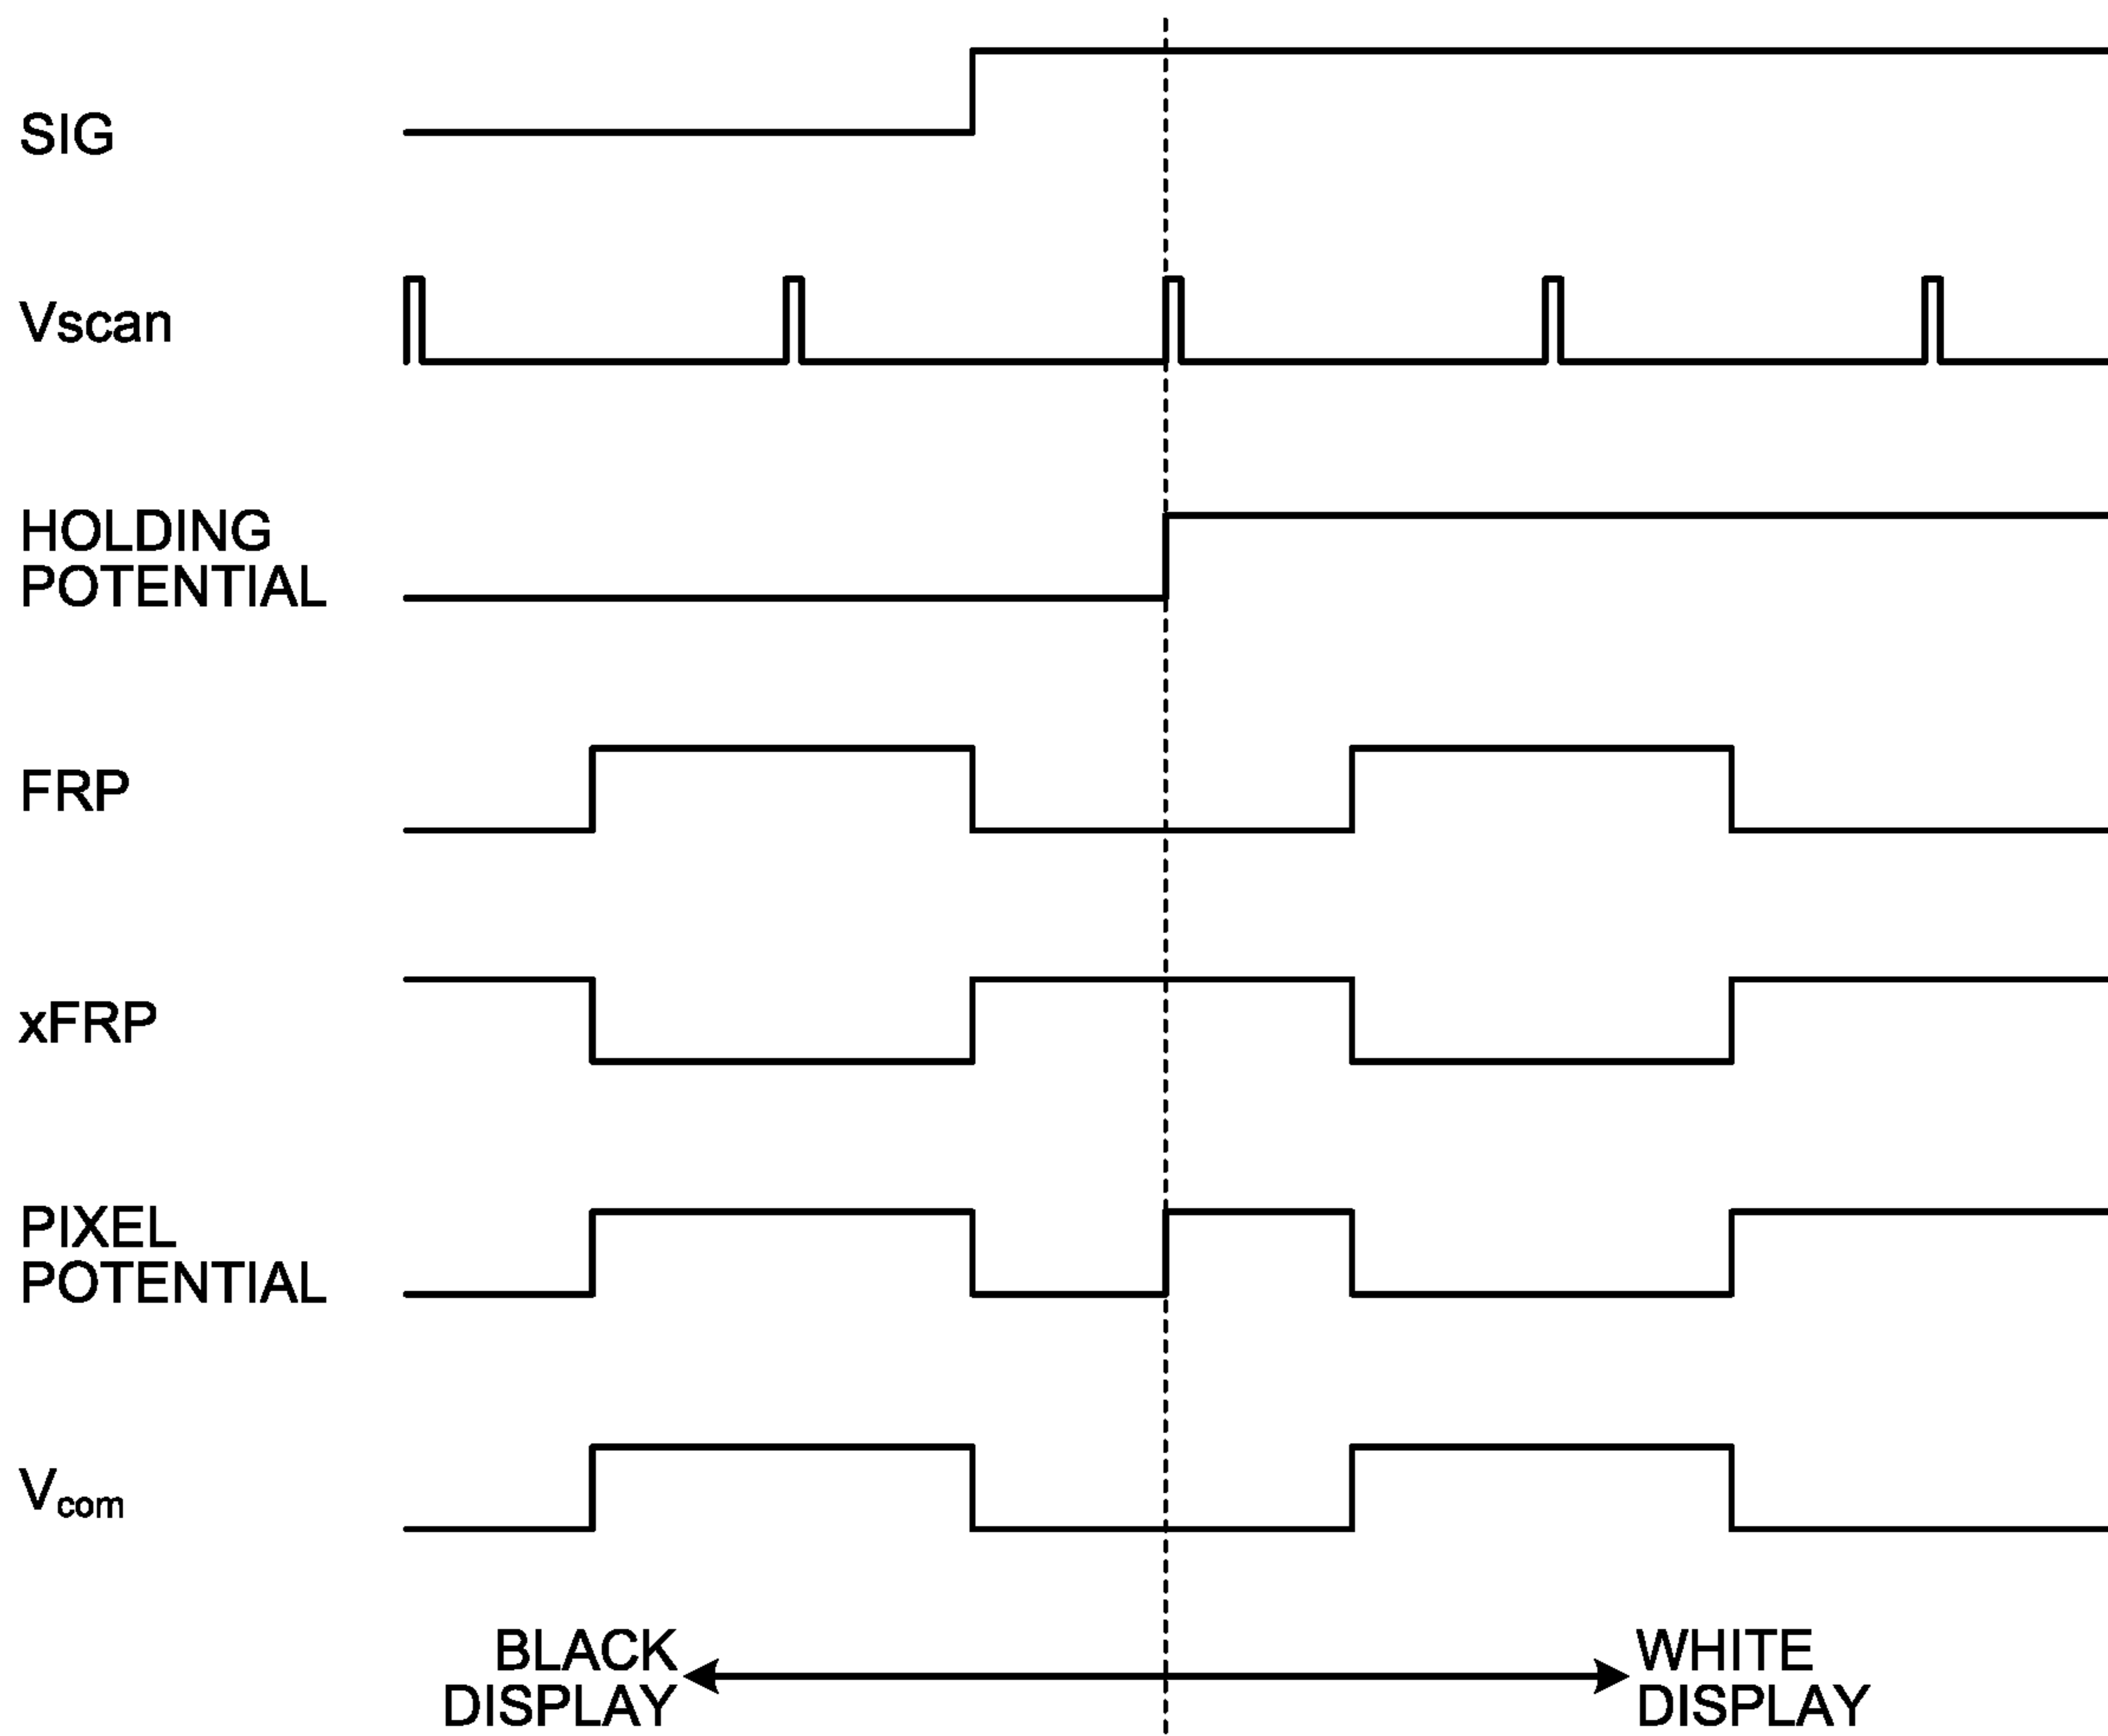 SIG
Vscan
HOLDING
POTENTIAL
FRP
xFRP
PIXEL
POTENTIAL
Vcom
BLACK
DISPLAY
WHITE
DISPLAY